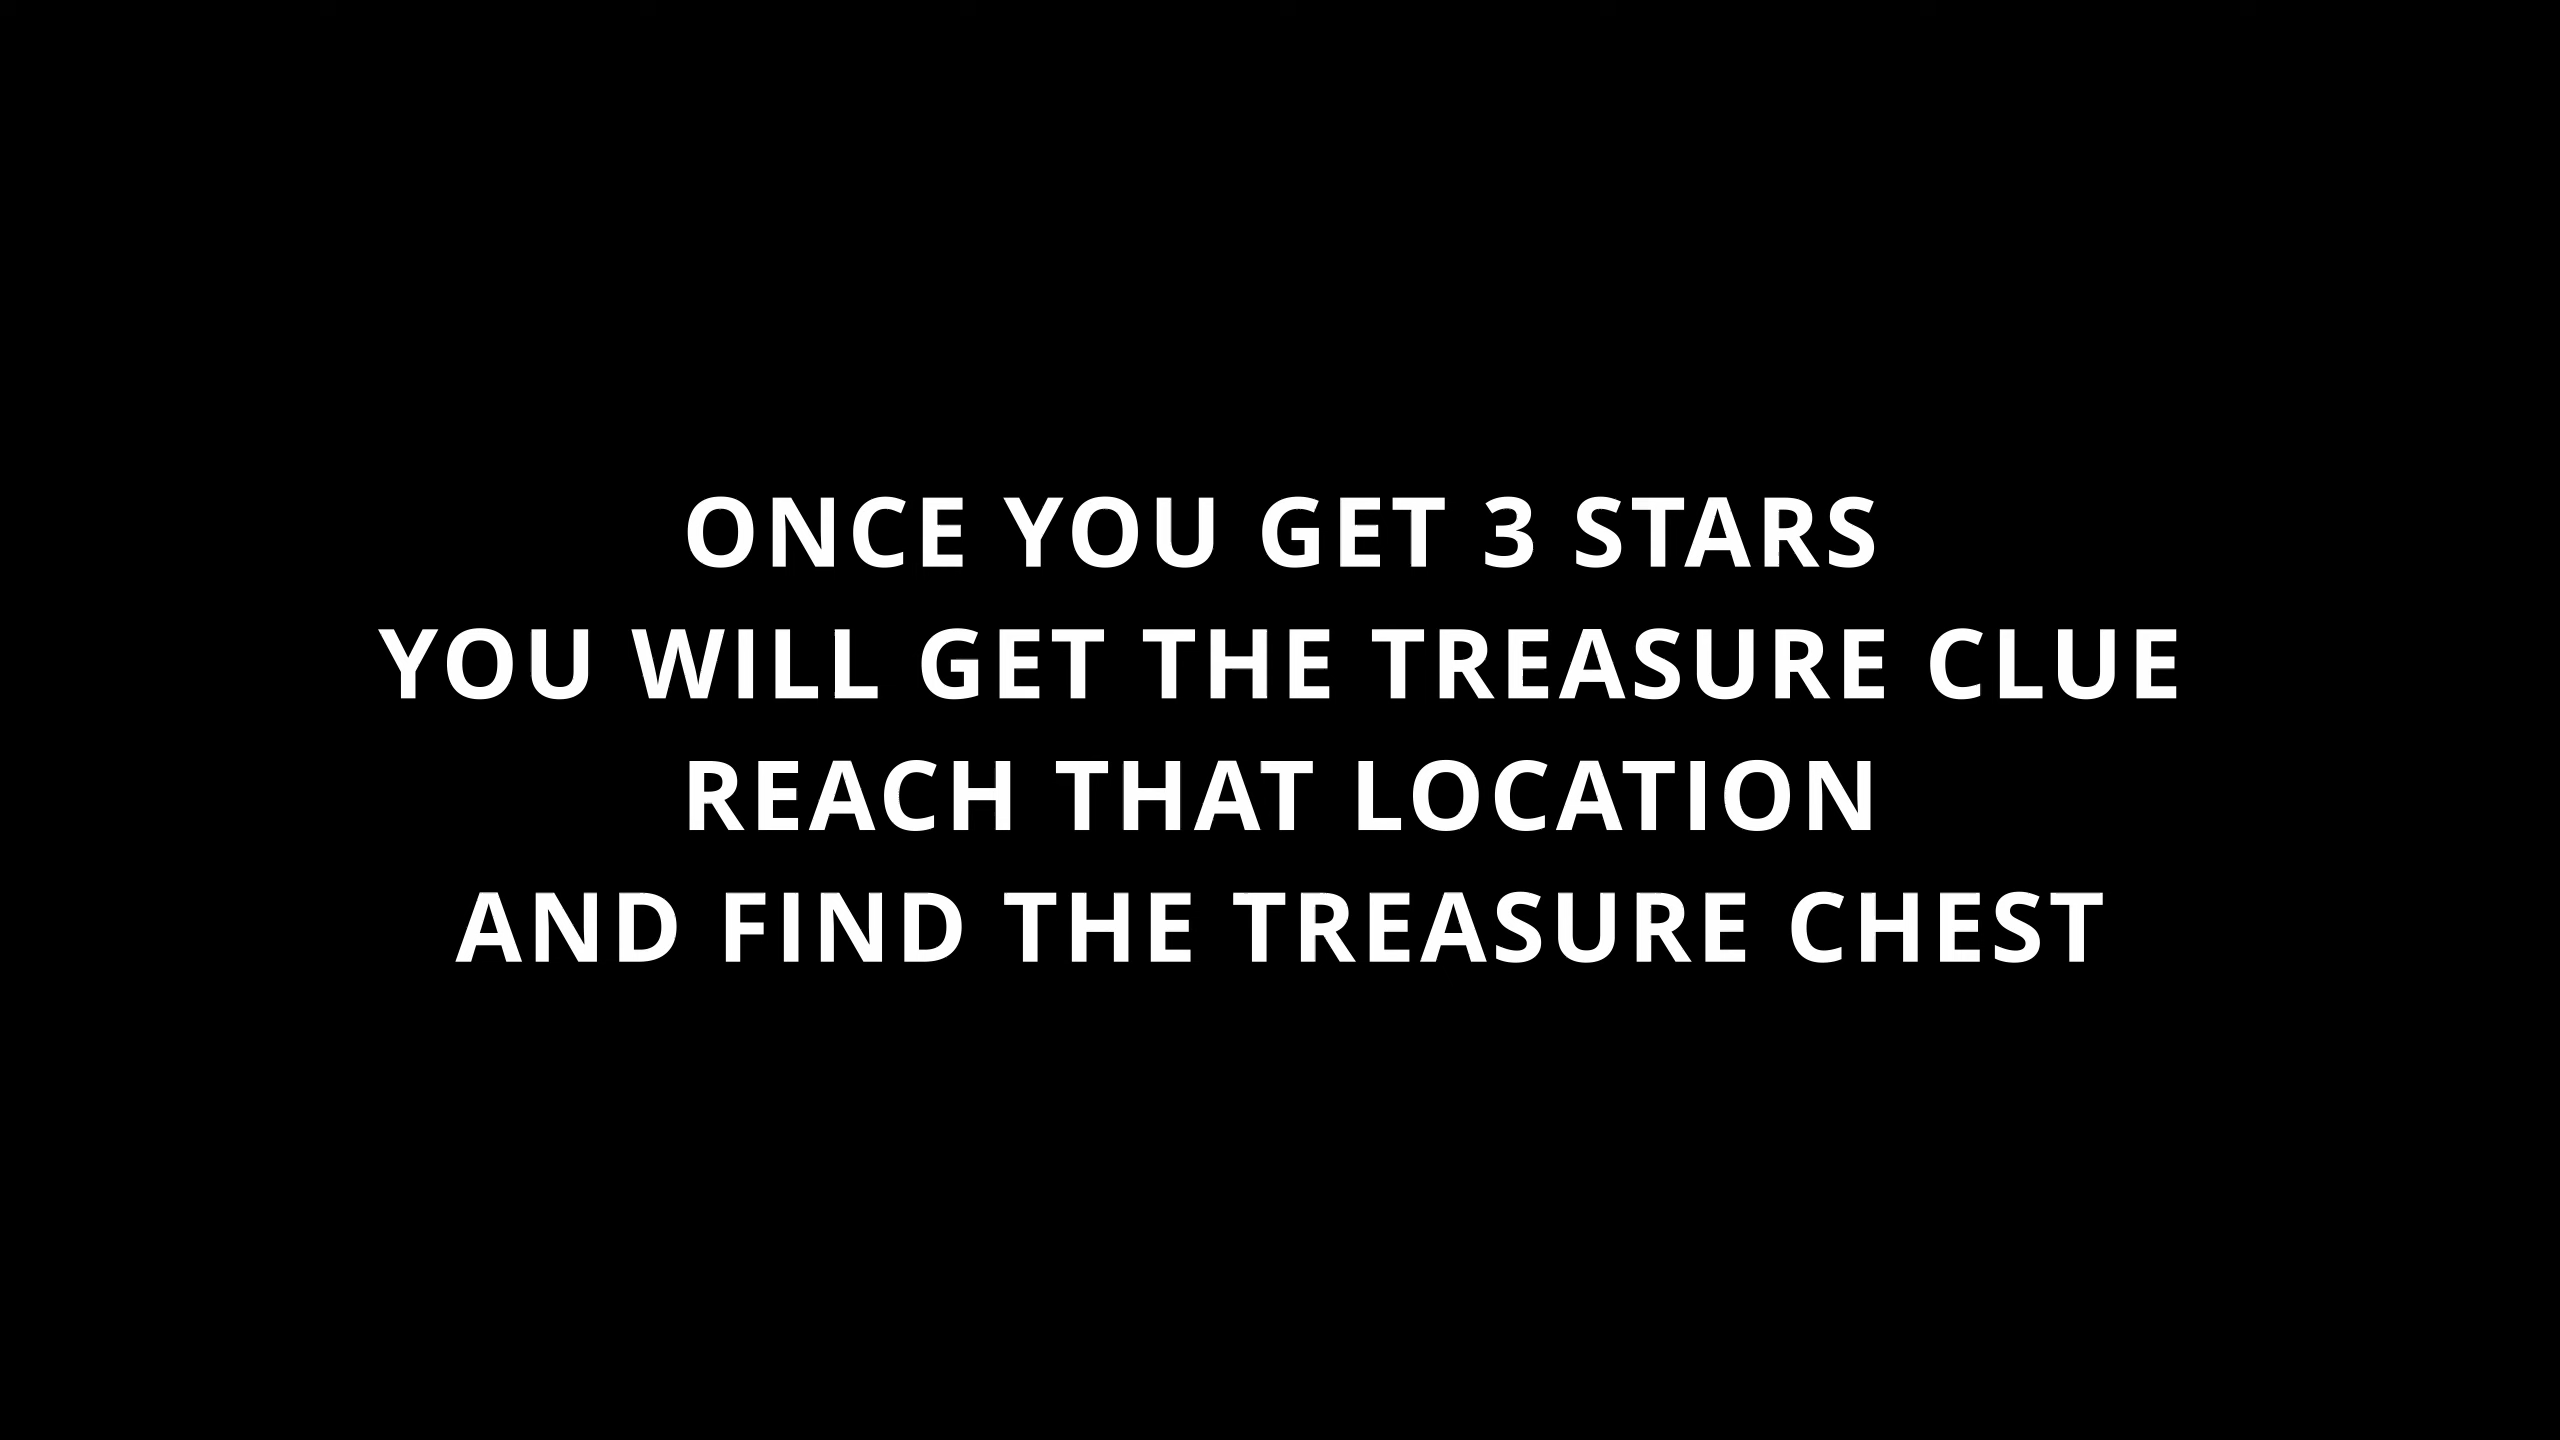 ONCE YOU GET 3 STARS
YOU WILL GET THE TREASURE CLUE
REACH THAT LOCATION
AND FIND THE TREASURE CHEST